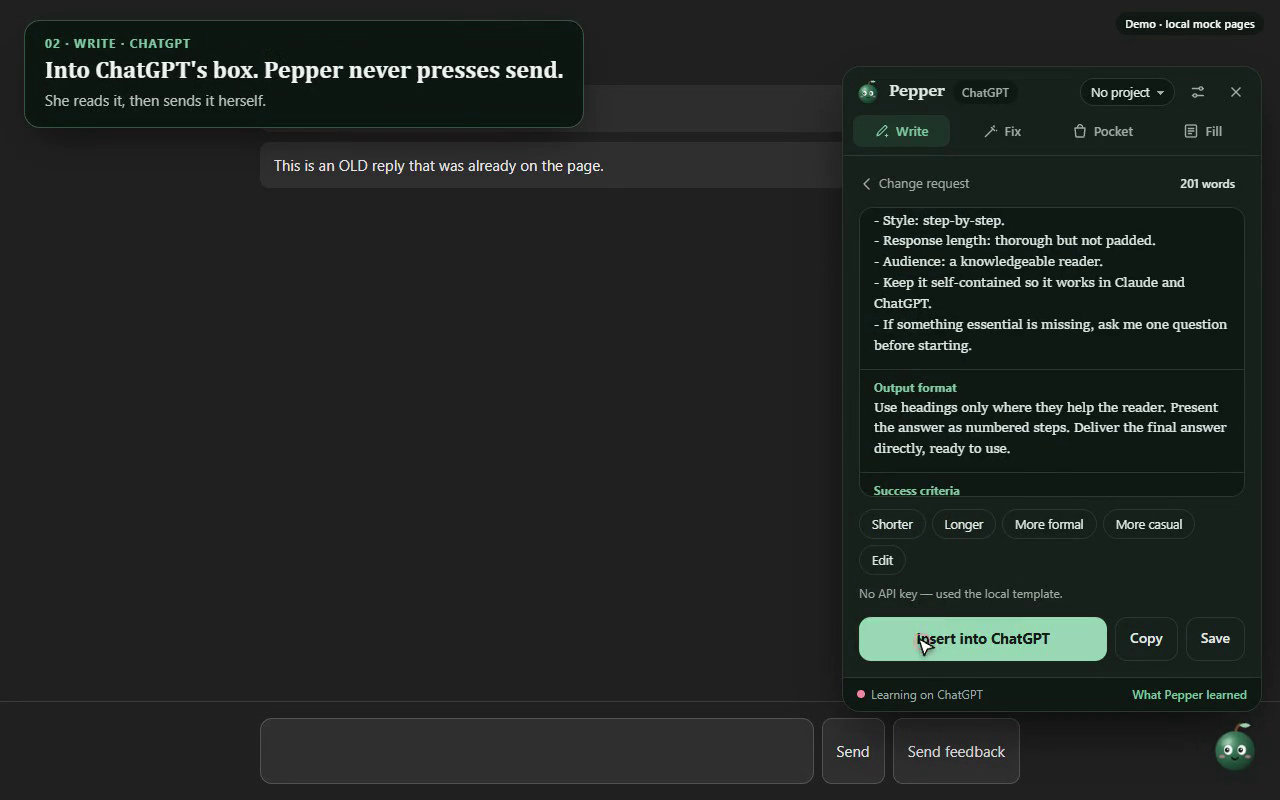 02 · WRITE · CHATGPT
Into ChatGPT's box. Pepper never presses send.
She reads it, then sends it herself.
Demo · local mock pages
This is an OLD reply that was already on the page.
Pepper ChatGPT No project
Write Fix Pocket Fill
Change request 201 words
- Style: step-by-step.
- Response length: thorough but not padded.
- Audience: a knowledgeable reader.
- Keep it self-contained so it works in Claude and
ChatGPT.
- If something essential is missing, ask me one question
before starting.
Output format
Use headings only where they help the reader. Present
the answer as numbered steps. Deliver the final answer
directly, ready to use.
Success criteria
Shorter Longer More formal More casual
Edit
No API key — used the local template.
Insert into ChatGPT Copy Save
Learning on ChatGPT What Pepper learned
Send Send feedback